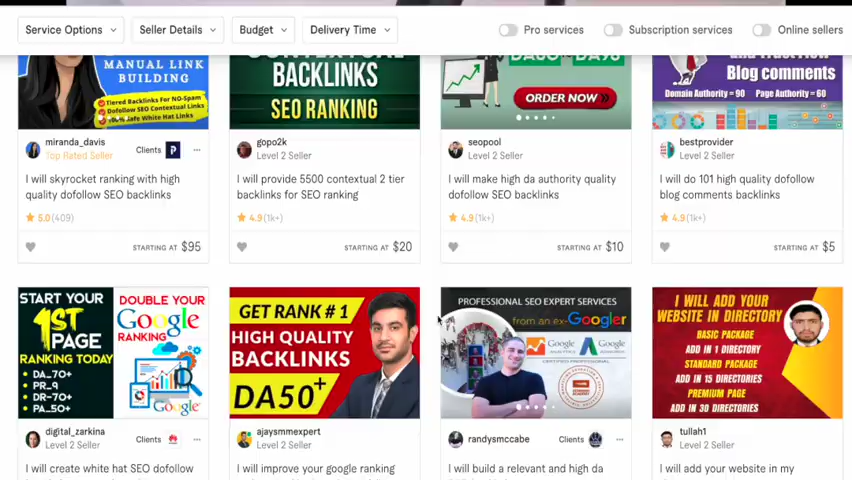 Service Options
Seller Details
Budget
Delivery Time
Pro services
Subscription services
Online sellers
MANUAL LINK
BUILDING
Tiered Backlinks For NO-Spam
Dofollow SEO Contextual Links
Safe White Hat Links
CONTEXTUAL
BACKLINKS
SEO RANKING
ORDER NOW
Blog comments
Domain Authority = 90 Page Authority = 60
miranda_davis
Top Rated Seller
Clients
I will skyrocket ranking with high
quality dofollow SEO backlinks
5.0 (409)
STARTING AT $95
gopo2k
Level 2 Seller
I will provide 5500 contextual 2 tier
backlinks for SEO ranking
4.9 (1k+)
STARTING AT $20
seopool
Level 2 Seller
I will make high da authority quality
dofollow SEO backlinks
4.9 (1k+)
STARTING AT $10
bestprovider
Level 2 Seller
I will do 101 high quality dofollow
blog comments backlinks
4.9 (1k+)
STARTING AT $5
START YOUR
1ST
PAGE
RANKING TODAY
DA_70+
PR_9
DR-70+
PA_50+
DOUBLE YOUR
Google
RANKING
Google
GET RANK # 1
HIGH QUALITY
BACKLINKS
DA50+
PROFESSIONAL SEO EXPERT SERVICES
from an ex-Googler
Google
Google
I WILL ADD YOUR
WEBSITE IN DIRECTORY
BASIC PACKAGE
ADD IN 1 DIRECTORY
STANDARD PACKAGE
ADD IN 15 DIRECTORIES
PREMIUM PAGE
ADD IN 30 DIRECTORIES
digital_zarkina
Level 2 Seller
Clients
I will create white hat SEO dofollow
ajaysmmexpert
Level 2 Seller
I will improve your google ranking
randysmccabe
Clients
I will build a relevant and high da
tullah1
Level 2 Seller
I will add your website in my